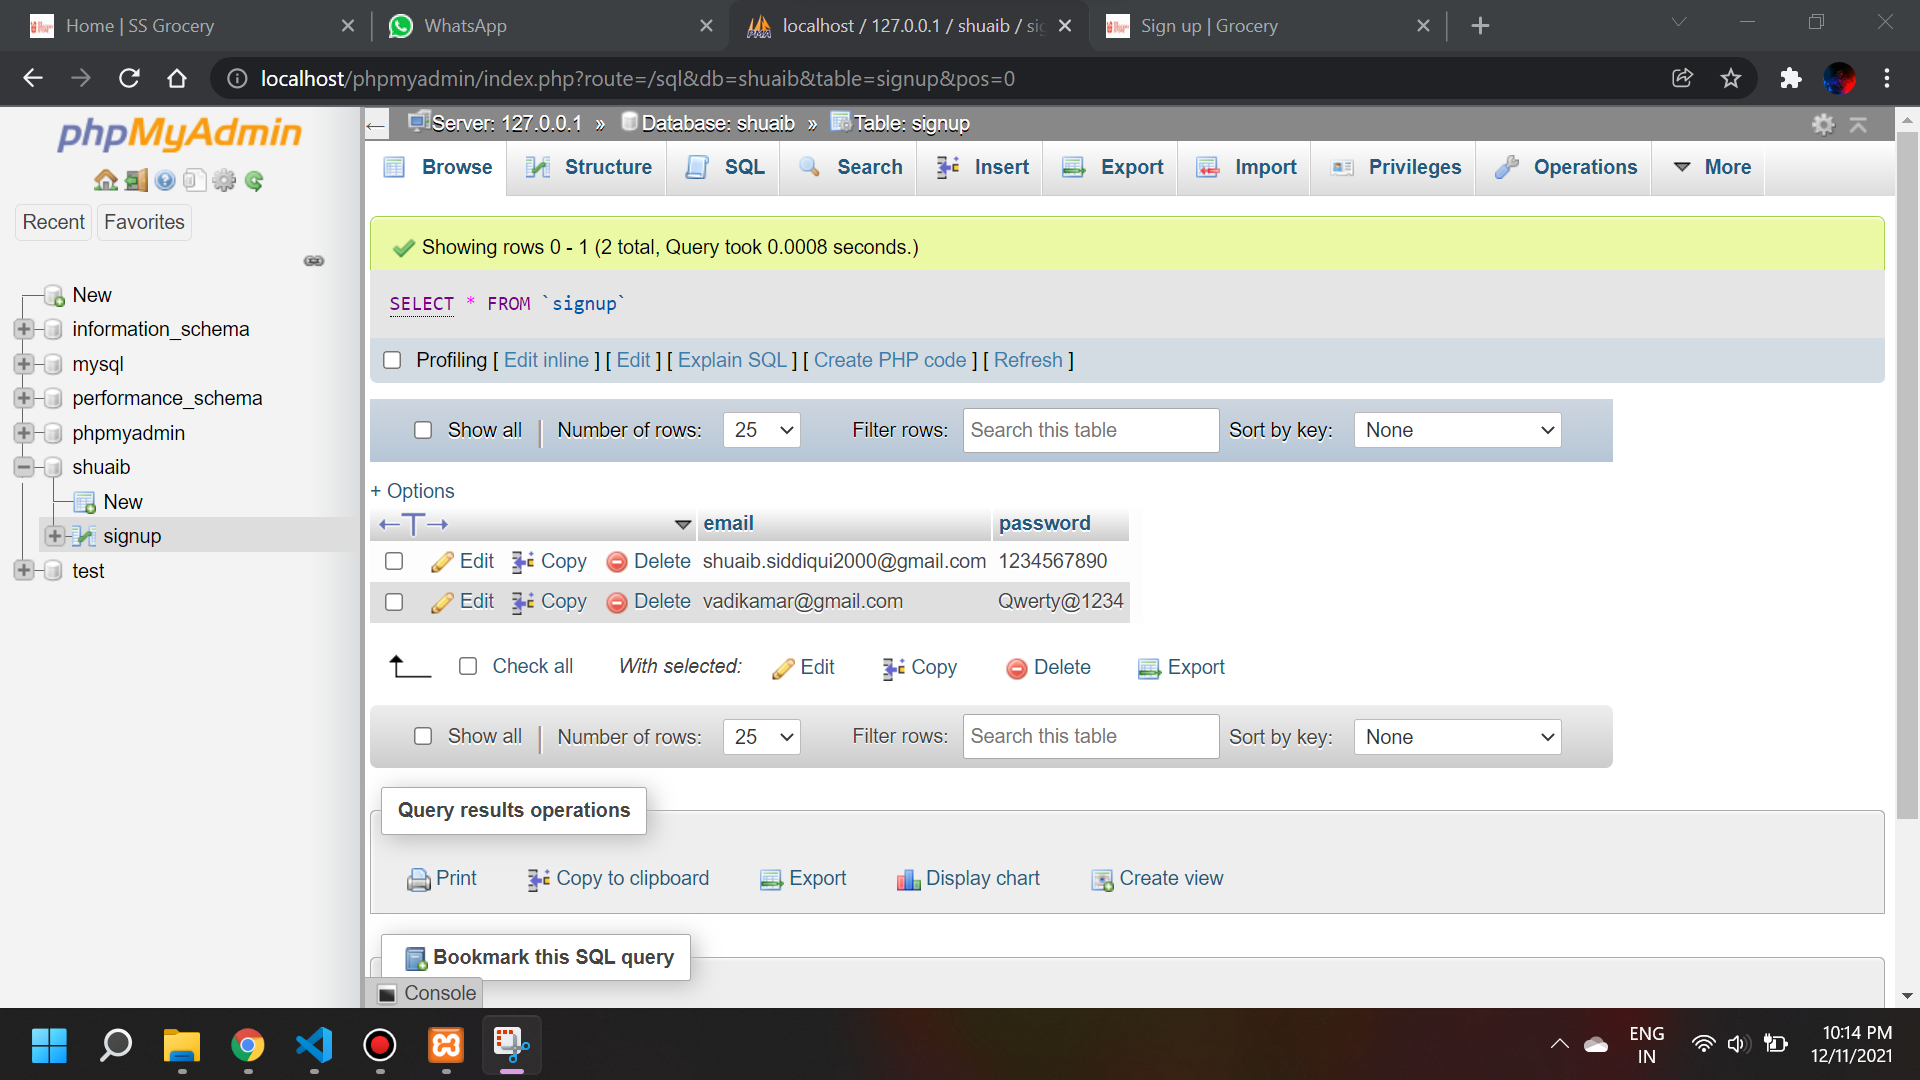 Home | SS Grocery
WhatsApp
localhost / 127.0.0.1 / shuaib / sig
Sign up | Grocery
localhost/phpmyadmin/index.php?route=/sql&db=shuaib&table=signup&pos=0
phpMyAdmin
Recent
Favorites
New
information_schema
mysql
performance_schema
phpmyadmin
shuaib
New
signup
test
Server: 127.0.0.1 » Database: shuaib » Table: signup
Browse
Structure
SQL
Search
Insert
Export
Import
Privileges
Operations
More
Showing rows 0 - 1 (2 total, Query took 0.0008 seconds.)
SELECT * FROM `signup`
Profiling [ Edit inline ] [ Edit ] [ Explain SQL ] [ Create PHP code ] [ Refresh ]
Show all | Number of rows: 25 Filter rows: Search this table Sort by key: None
+ Options
←T→ email password
Edit Copy Delete shuaib.siddiqui2000@gmail.com 1234567890
Edit Copy Delete vadikamar@gmail.com Qwerty@1234
Check all With selected: Edit Copy Delete Export
Show all | Number of rows: 25 Filter rows: Search this table Sort by key: None
Query results operations
Print Copy to clipboard Export Display chart Create view
Bookmark this SQL query
Console
ENG
IN
10:14 PM
12/11/2021